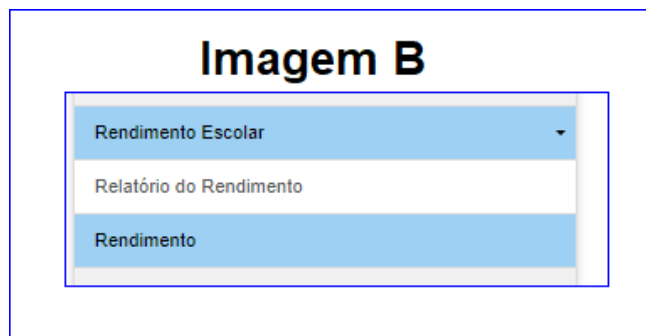 Imagem B
Rendimento Escolar
Relatório do Rendimento
Rendimento